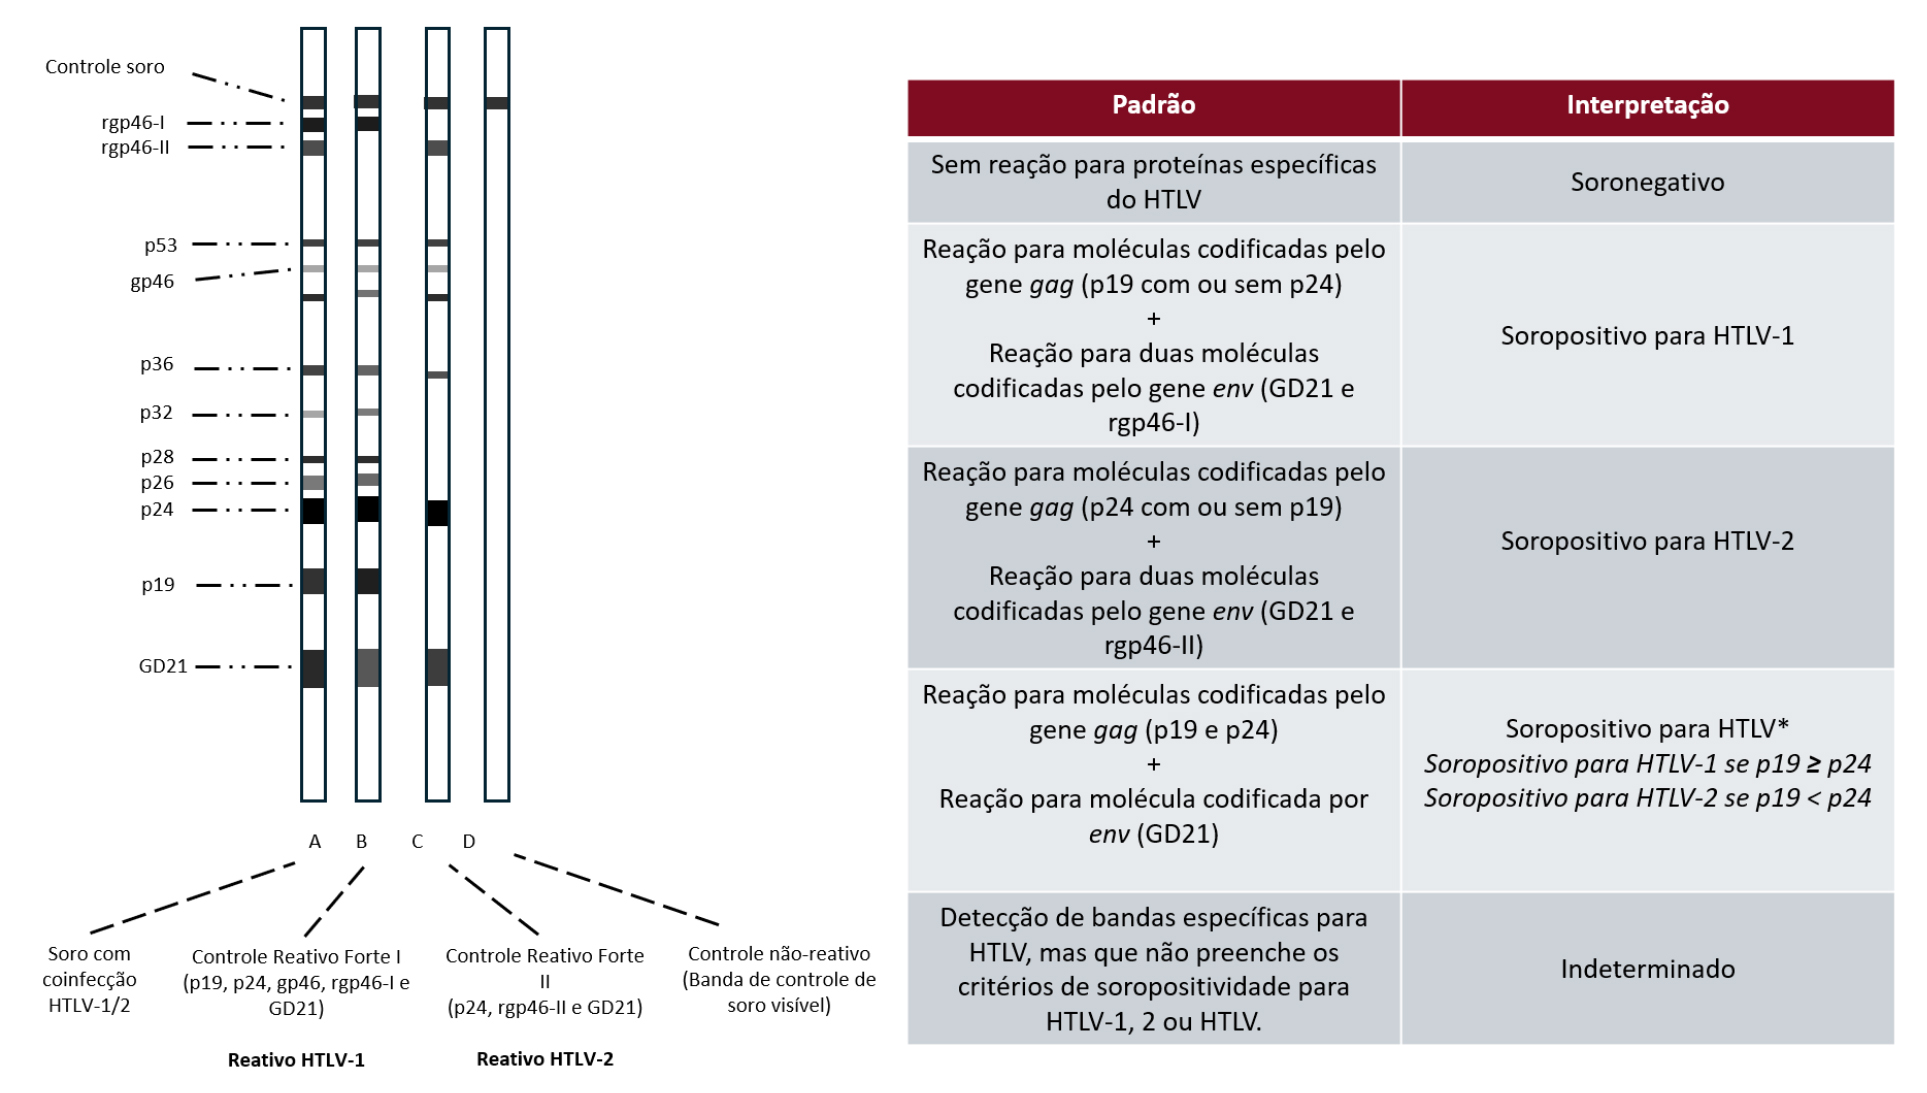 Controle soro
rgp46-I
rgp46-II
p53
gp46
p36
p32
p28
p26
p24
p19
GD21
A
B
C
D
Soro com
coinfecção
HTLV-1/2
Controle Reativo Forte I
(p19, p24, gp46, rgp46-I e
GD21)
Reativo HTLV-1
Controle Reativo Forte
II
(p24, rgp46-II e GD21)
Reativo HTLV-2
Controle não-reativo
(Banda de controle de
soro visível)
Padrão
Interpretação
Sem reação para proteínas específicas
do HTLV
Soronegativo
Reação para moléculas codificadas pelo
gene gag (p19 com ou sem p24)
+
Reação para duas moléculas
codificadas pelo gene env (GD21 e
rgp46-I)
Soropositivo para HTLV-1
Reação para moléculas codificadas pelo
gene gag (p24 com ou sem p19)
+
Reação para duas moléculas
codificadas pelo gene env (GD21 e
rgp46-II)
Soropositivo para HTLV-2
Reação para moléculas codificadas pelo
gene gag (p19 e p24)
+
Reação para molécula codificada por
env (GD21)
Soropositivo para HTLV*
Soropositivo para HTLV-1 se p19 ≥ p24
Soropositivo para HTLV-2 se p19 < p24
Detecção de bandas específicas para
HTLV, mas que não preenche os
critérios de soropositividade para
HTLV-1, 2 ou HTLV.
Indeterminado